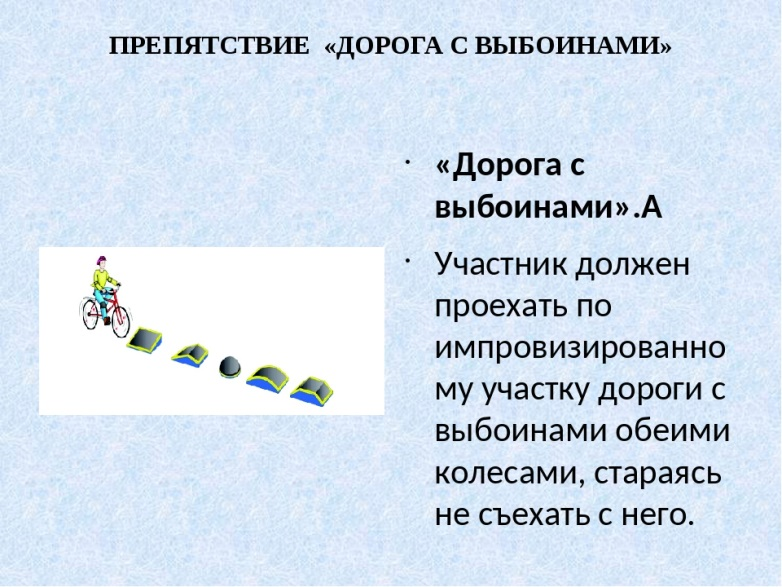 ПРЕПЯТСТВИЕ «ДОРОГА С ВЫБОИНАМИ»
• «Дорога с
выбоинами».А
• Участник должен
проехать по
импровизированно
му участку дороги с
выбоинами обеими
колесами, стараясь
не съехать с него.